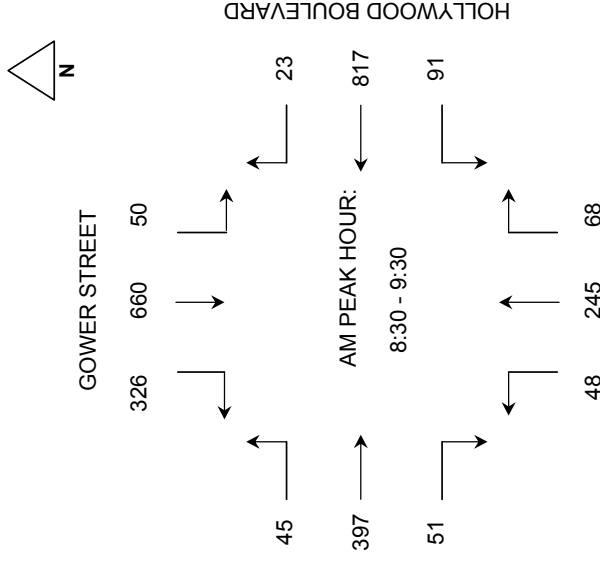 N
GOWER STREET
326 660 50
45
397
51
AM PEAK HOUR:
8:30 - 9:30
23
817
91
HOLLYWOOD BOULEVARD
48 245 68